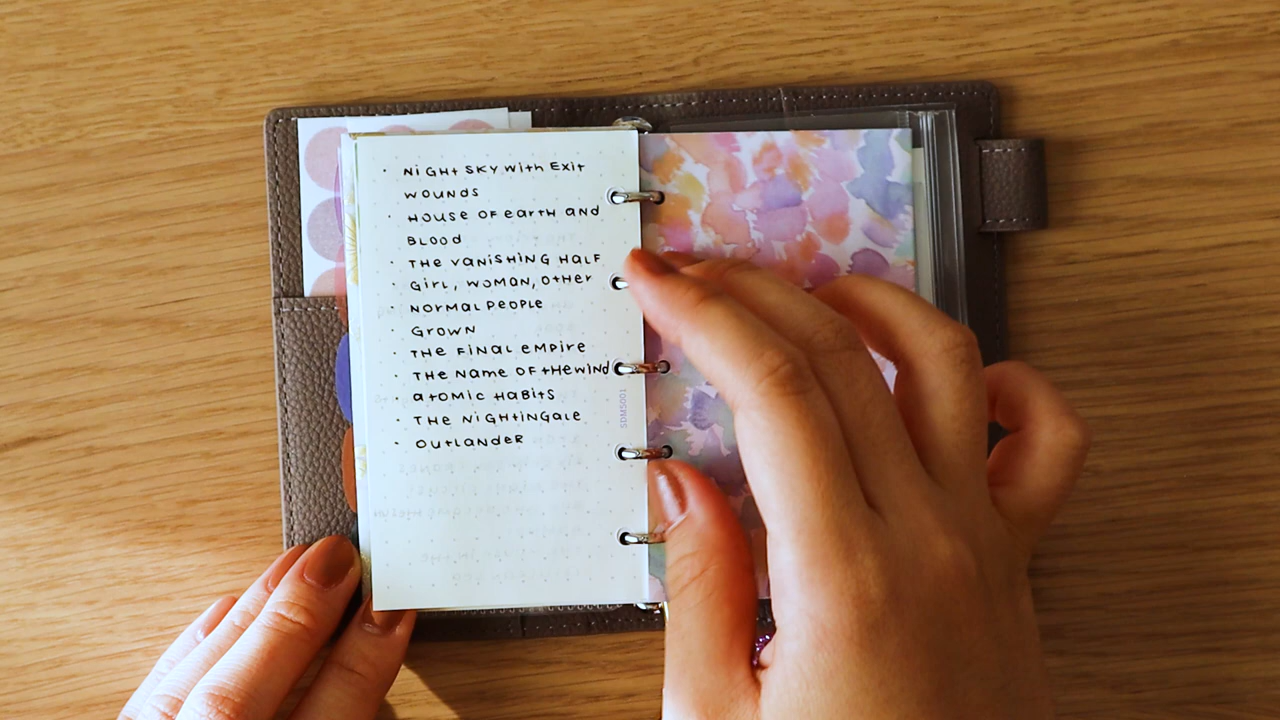 · Night Sky with Exit
wounds
· House of earth and
Blood
· The vanishing Half
· Girl, woman, other
· normal people
· Grown
· The Final empire
· The name of the wind
· atomic Habits
· The Nightingale
· Outlander
SDMS001